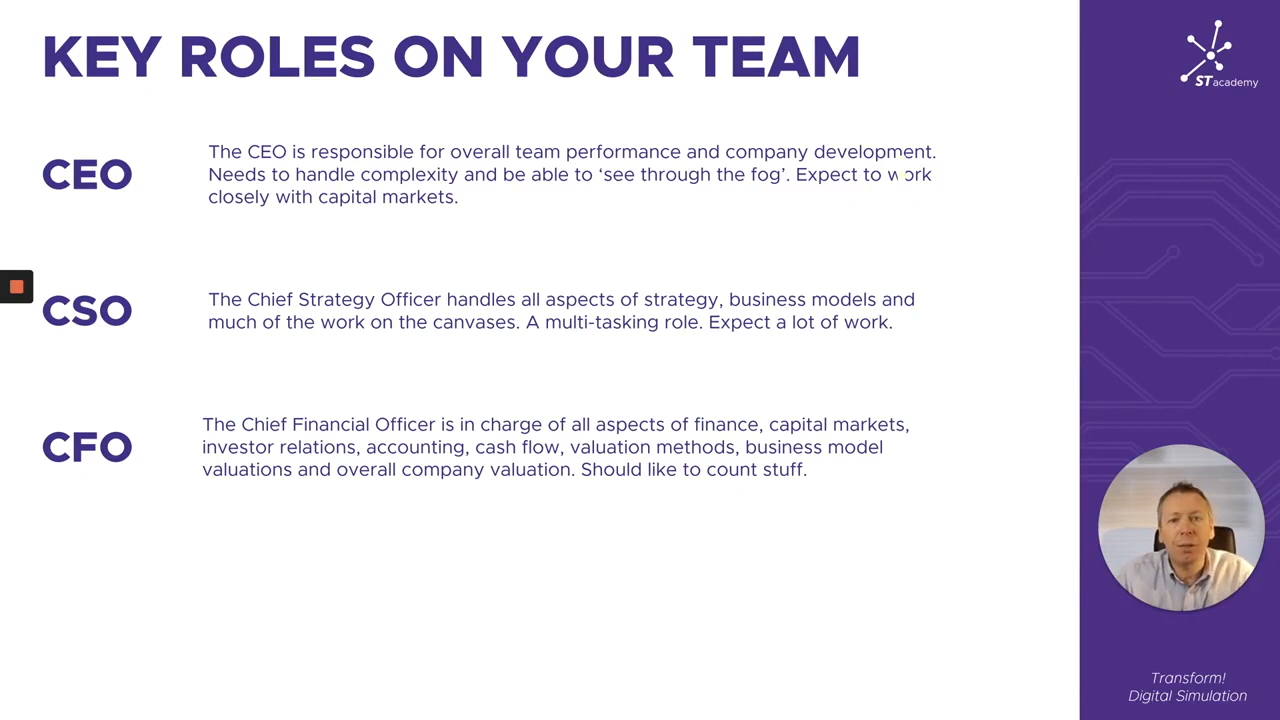 KEY ROLES ON YOUR TEAM
STacademy
CEO
The CEO is responsible for overall team performance and company development.
Needs to handle complexity and be able to ‘see through the fog’. Expect to work
closely with capital markets.
CSO
The Chief Strategy Officer handles all aspects of strategy, business models and
much of the work on the canvases. A multi-tasking role. Expect a lot of work.
CFO
The Chief Financial Officer is in charge of all aspects of finance, capital markets,
investor relations, accounting, cash flow, valuation methods, business model
valuations and overall company valuation. Should like to count stuff.
Transform!
Digital Simulation